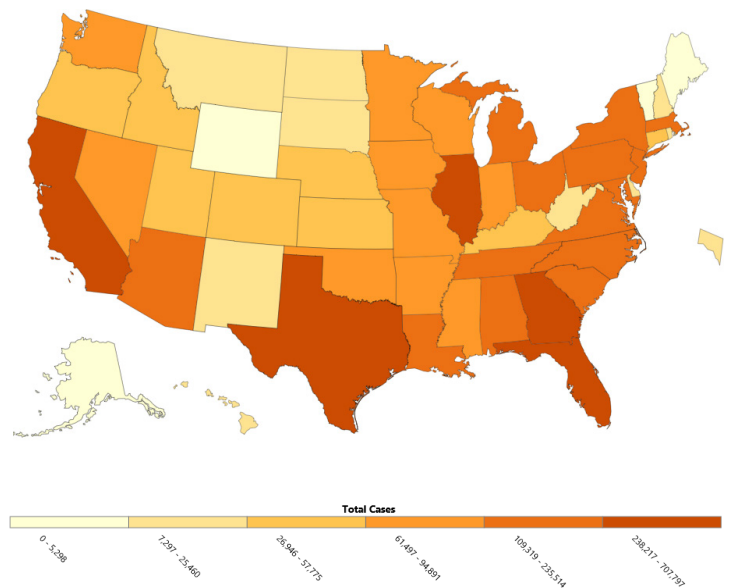 Total Cases
0 - 5,298
7,297 - 25,460
26,946 - 57,775
61,497 - 94,891
109,319 - 235,514
238,217 - 707,797